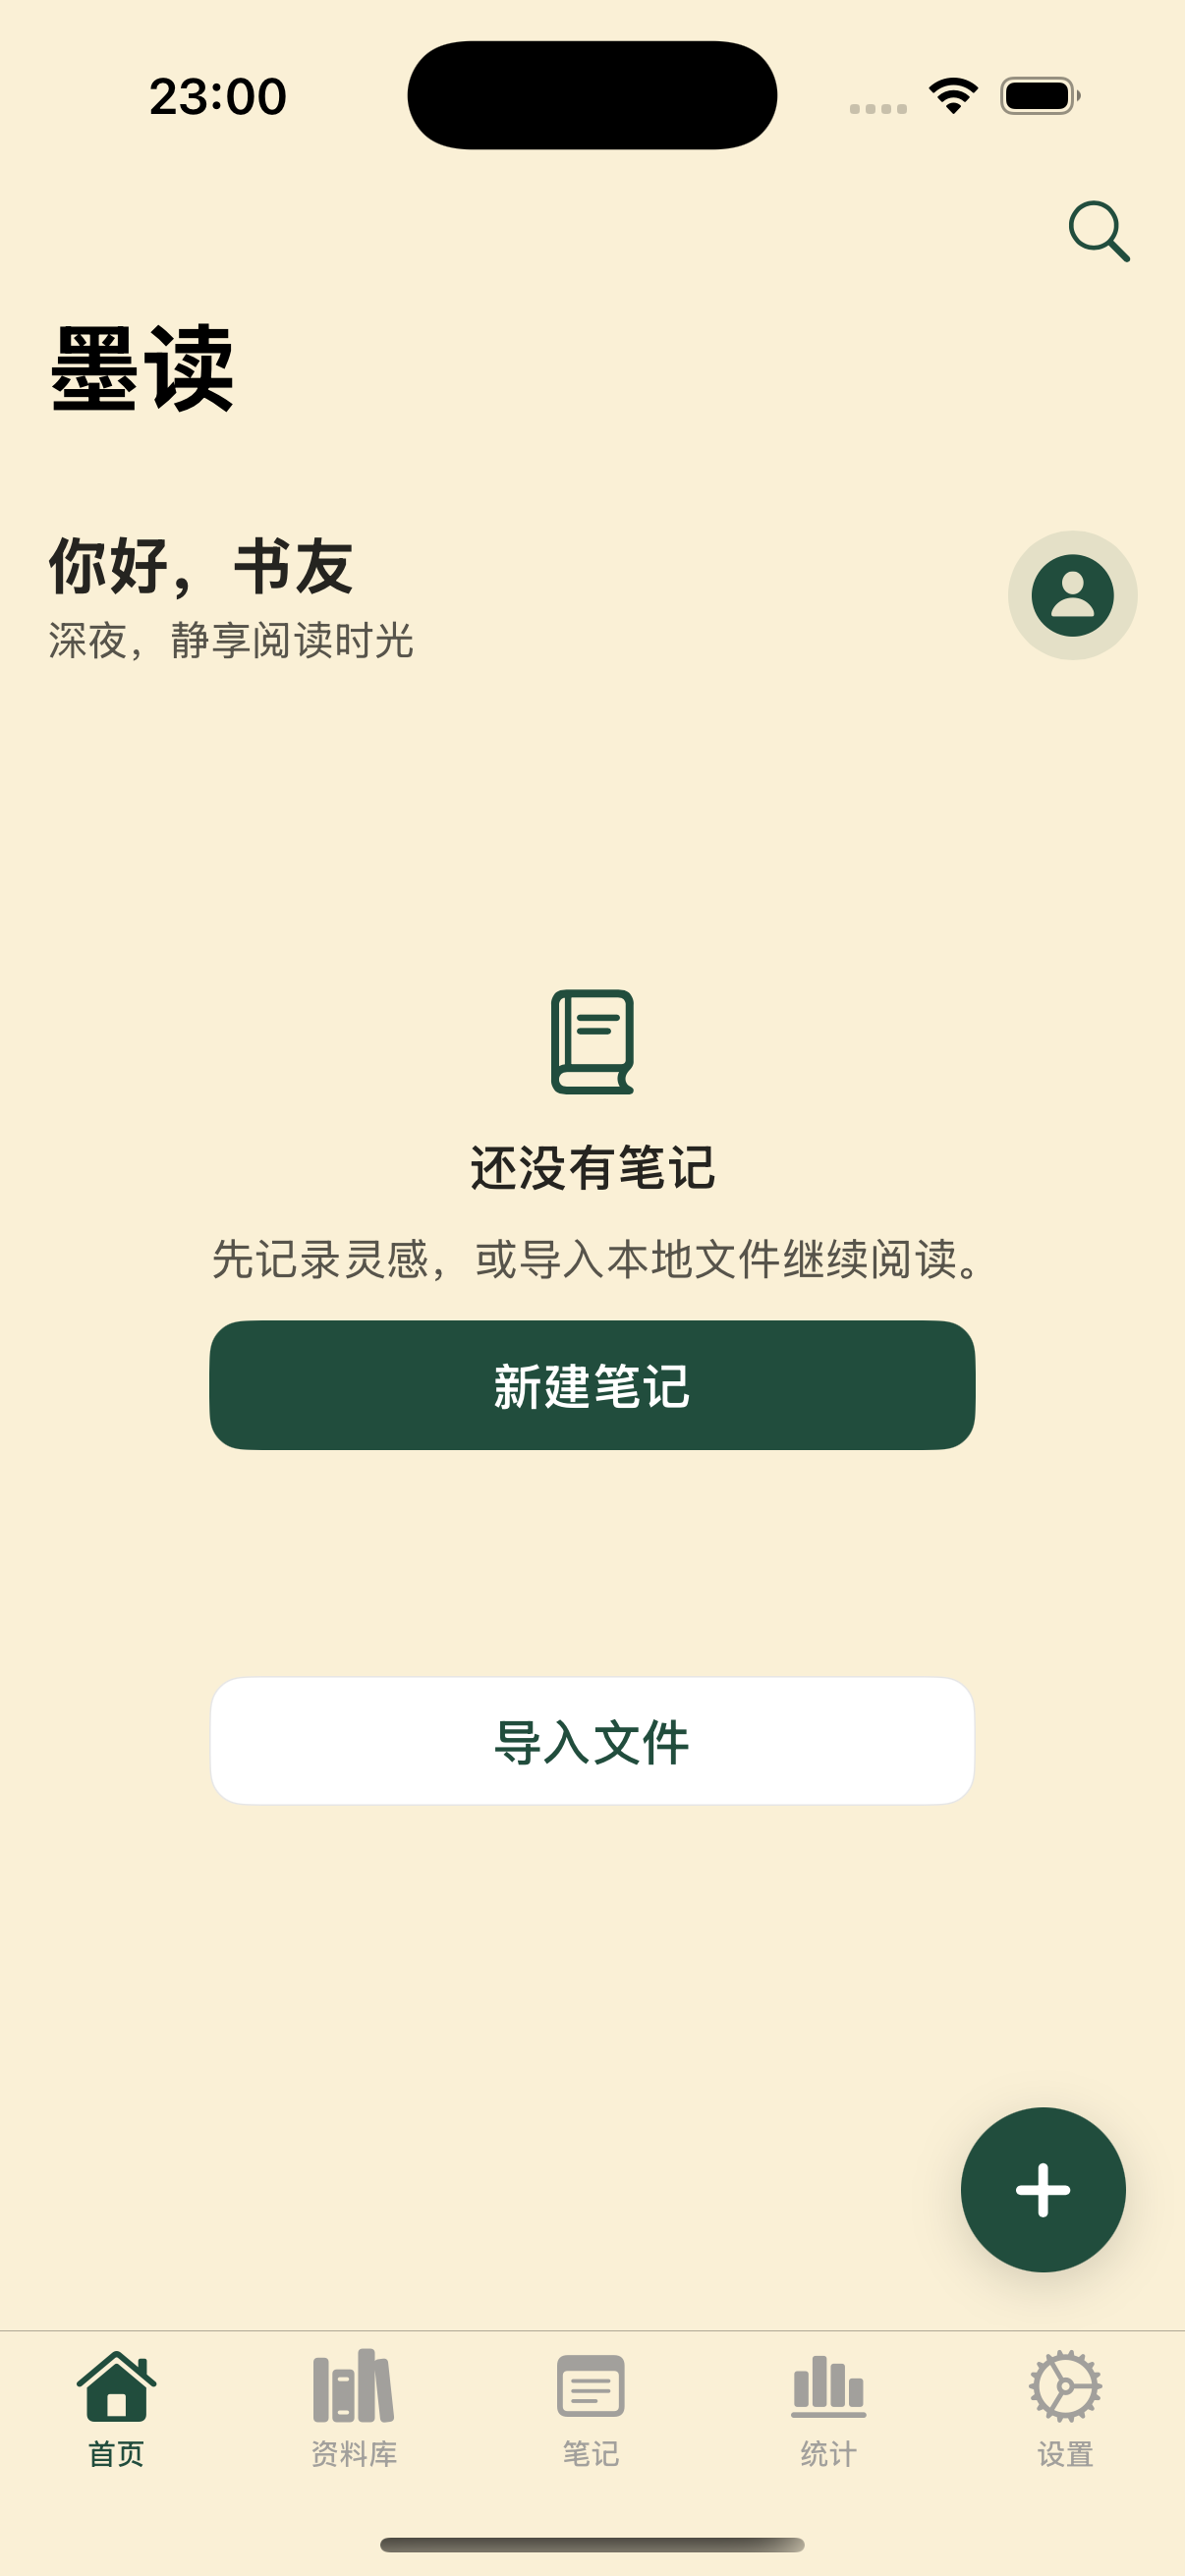 23:00
墨读
你好，书友
深夜，静享阅读时光
还没有笔记
先记录灵感，或导入本地文件继续阅读。
新建笔记
导入文件
首页
资料库
笔记
统计
设置